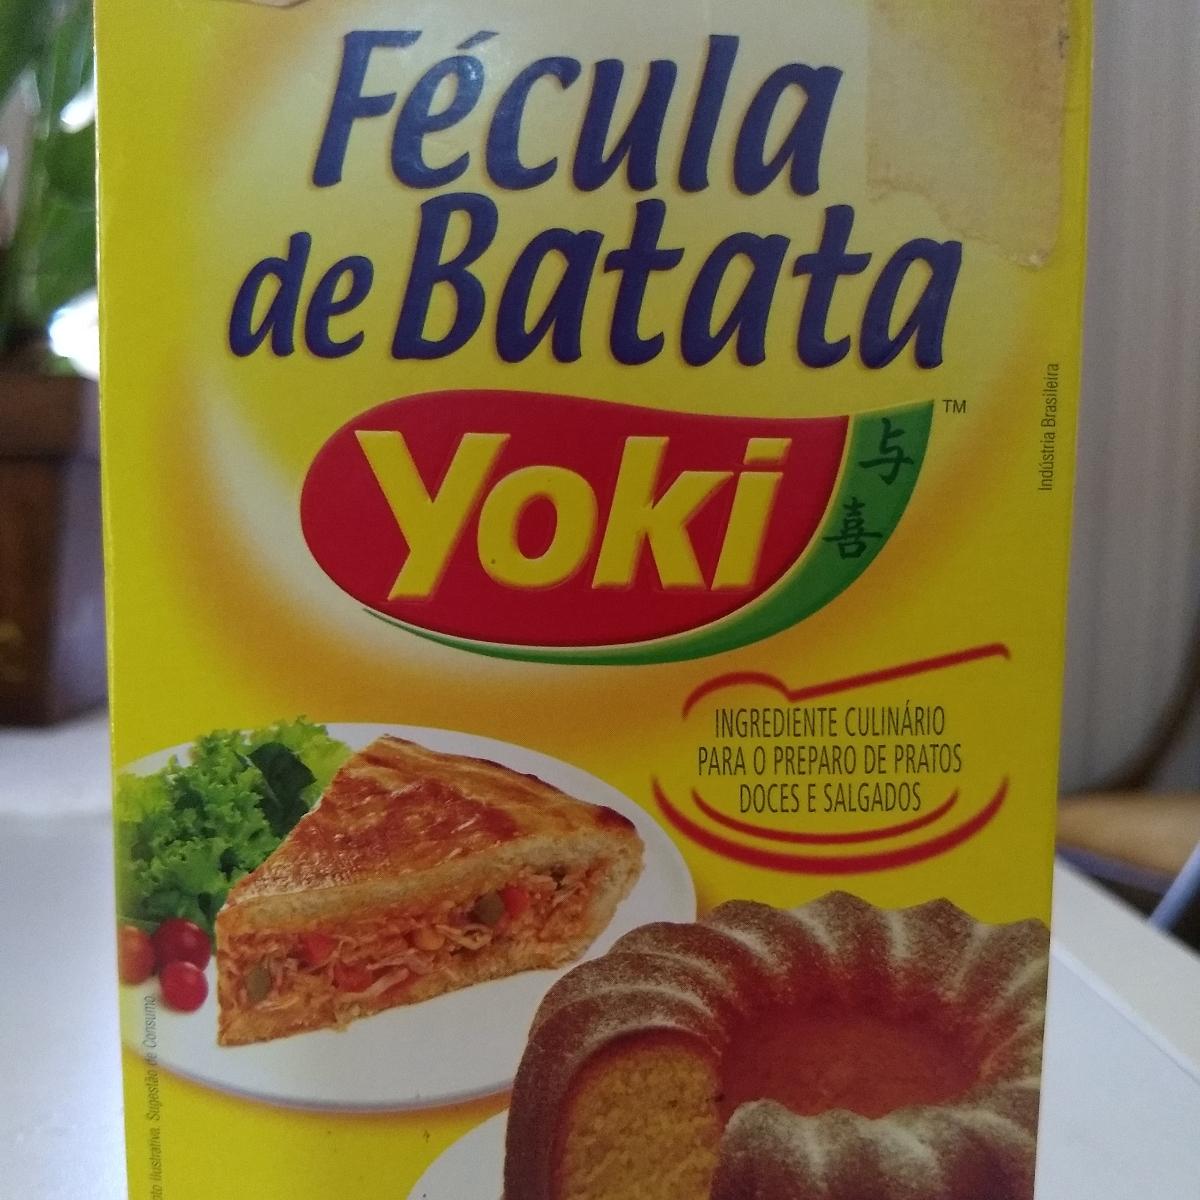 Fécula
de Batata
Yoki
TM
与
喜
Indústria Brasileira
INGREDIENTE CULINÁRIO
PARA O PREPARO DE PRATOS
DOCES E SALGADOS
Ilustrativa. Sugestão de Consumo.